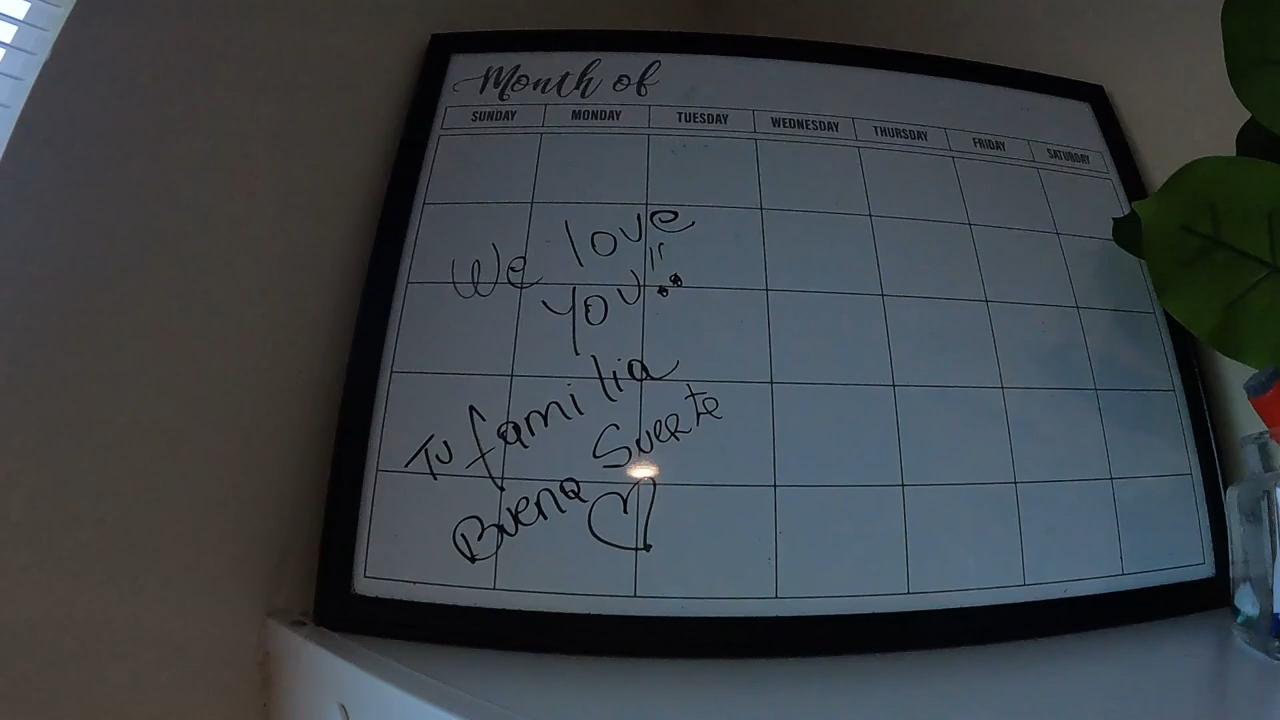 Month of
SUNDAY MONDAY TUESDAY WEDNESDAY THURSDAY FRIDAY SATURDAY
We love
you!!
Tu familia
Buena Suerte